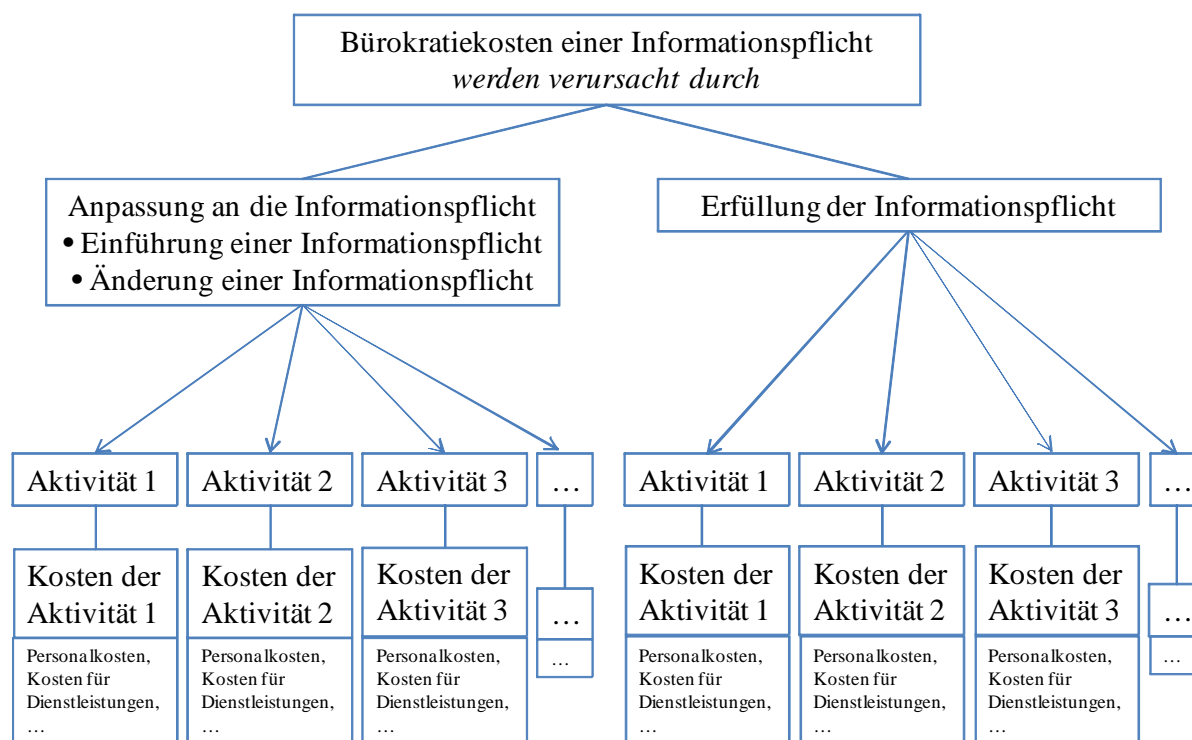 Bürokratiekosten einer Informationspflicht
werden verursacht durch
Anpassung an die Informationspflicht
• Einführung einer Informationspflicht
• Änderung einer Informationspflicht
Erfüllung der Informationspflicht
Aktivität 1
Aktivität 2
Aktivität 3
…
Aktivität 1
Aktivität 2
Aktivität 3
…
Kosten der
Aktivität 1
Kosten der
Aktivität 2
Kosten der
Aktivität 3
…
Kosten der
Aktivität 1
Kosten der
Aktivität 2
Kosten der
Aktivität 3
…
Personalkosten,
Kosten für
Dienstleistungen,
…
Personalkosten,
Kosten für
Dienstleistungen,
…
Personalkosten,
Kosten für
Dienstleistungen,
…
…
Personalkosten,
Kosten für
Dienstleistungen,
…
Personalkosten,
Kosten für
Dienstleistungen,
…
Personalkosten,
Kosten für
Dienstleistungen,
…
…